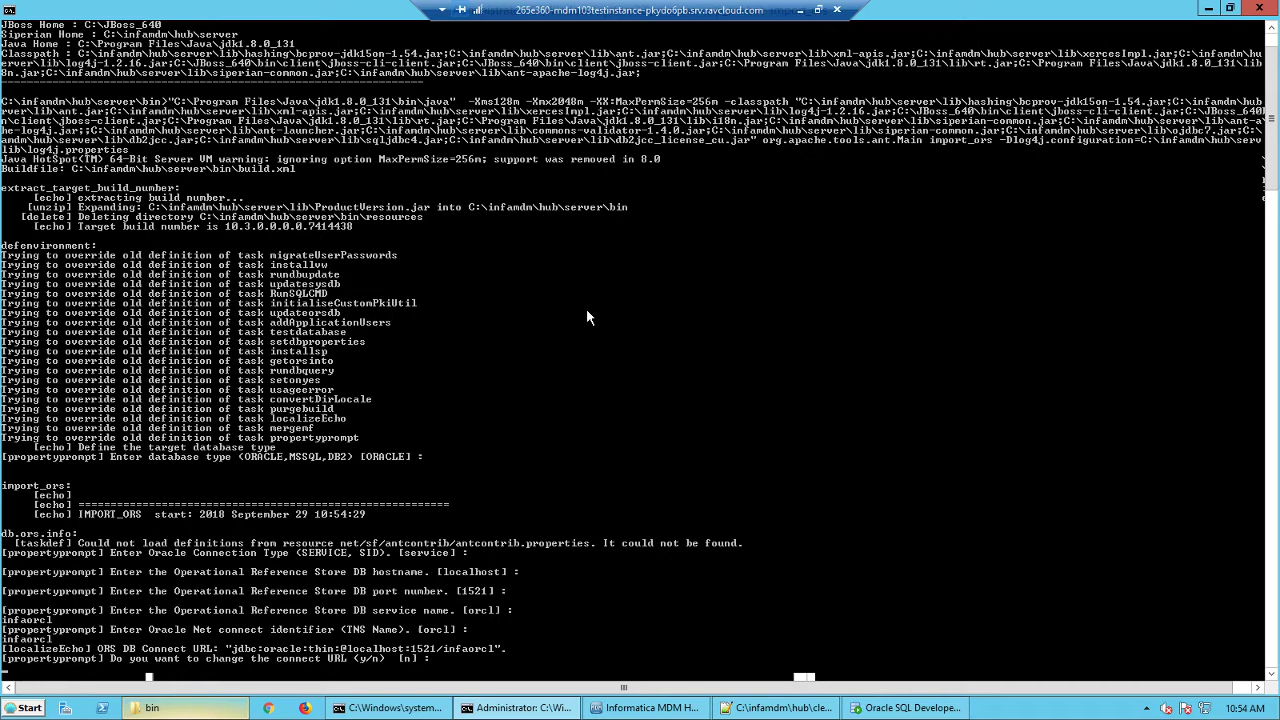 265e360-mdm103testinstance-pkydo6pb.srv.ravcloud.com
JBoss Home : C:\JBoss_640
Siperian Home : C:\infamdm\hub\server
Java Home : C:\Program Files\Java\jdk1.8.0_131
Classpath : C:\infamdm\hub\server\lib\hashing\bcprov-jdk15on-1.54.jar;C:\infamdm\hub\server\lib\ant.jar;C:\infamdm\hub\server\lib\xml-apis.jar;C:\infamdm\hub\server\lib\xercesImpl.jar;C:\infamdm\hub\s
erver\lib\log4j-1.2.16.jar;C:\JBoss_640\bin\client\jboss-cli-client.jar;C:\JBoss_640\bin\client\jboss-client.jar;C:\Program Files\Java\jdk1.8.0_131\lib\rt.jar;C:\Program Files\Java\jdk1.8.0_131\lib\i1
8n.jar;C:\infamdm\hub\server\lib\siperian-common.jar;C:\infamdm\hub\server\lib\ant-apache-log4j.jar;
C:\infamdm\hub\server\bin>"C:\Program Files\Java\jdk1.8.0_131\bin\java"  -Xms128m -Xmx2048m -XX:MaxPermSize=256m -classpath "C:\infamdm\hub\server\lib\hashing\bcprov-jdk15on-1.54.jar;C:\infamdm\hub\se
rver\lib\ant.jar;C:\infamdm\hub\server\lib\xml-apis.jar;C:\infamdm\hub\server\lib\xercesImpl.jar;C:\infamdm\hub\server\lib\log4j-1.2.16.jar;C:\JBoss_640\bin\client\jboss-cli-client.jar;C:\JBoss_640\bi
n\client\jboss-client.jar;C:\Program Files\Java\jdk1.8.0_131\lib\rt.jar;C:\Program Files\Java\jdk1.8.0_131\lib\i18n.jar;C:\infamdm\hub\server\lib\siperian-common.jar;C:\infamdm\hub\server\lib\ant-apac
he-log4j.jar;;C:\infamdm\hub\server\lib\ant-launcher.jar;C:\infamdm\hub\server\lib\commons-validator-1.4.0.jar;C:\infamdm\hub\server\lib\siperian-common.jar;C:\infamdm\hub\server\lib\ojdbc7.jar;C:\inf
amdm\hub\server\lib\db2jcc.jar;C:\infamdm\hub\server\lib\sqljdbc4.jar;C:\infamdm\hub\server\lib\db2jcc_license_cu.jar" org.apache.tools.ant.Main import_ors -Dlog4j.configuration=C:\infamdm\hub\server\
lib\log4j.properties
Java HotSpot(TM) 64-Bit Server VM warning: ignoring option MaxPermSize=256m; support was removed in 8.0
Buildfile: C:\infamdm\hub\server\bin\build.xml
extract_target_build_number:
[echo] extracting build number...
[unzip] Expanding: C:\infamdm\hub\server\lib\ProductVersion.jar into C:\infamdm\hub\server\bin
[delete] Deleting directory C:\infamdm\hub\server\bin\resources
[echo] Target build number is 10.3.0.0.0.7414438
defenvironment:
Trying to override old definition of task migrateUserPasswords
Trying to override old definition of task installvw
Trying to override old definition of task rundbupdate
Trying to override old definition of task updatesysdb
Trying to override old definition of task RunSQLCMD
Trying to override old definition of task initialiseCustomPkiUtil
Trying to override old definition of task updateorsdb
Trying to override old definition of task addApplicationUsers
Trying to override old definition of task testdatabase
Trying to override old definition of task setdbproperties
Trying to override old definition of task installsp
Trying to override old definition of task getorsinto
Trying to override old definition of task rundbquery
Trying to override old definition of task setonyes
Trying to override old definition of task usageerror
Trying to override old definition of task convertDirLocale
Trying to override old definition of task purgebuild
Trying to override old definition of task localizeEcho
Trying to override old definition of task mergemf
Trying to override old definition of task propertyprompt
[echo] Define the target database type
[propertyprompt] Enter database type (ORACLE,MSSQL,DB2) [ORACLE] :
import_ors:
[echo]
[echo] =========================================================
[echo] IMPORT_ORS  start: 2018 September 29 10:54:29
db.ors.info:
[taskdef] Could not load definitions from resource net/sf/antcontrib/antcontrib.properties. It could not be found.
[propertyprompt] Enter Oracle Connection Type (SERVICE, SID). [service] :
[propertyprompt] Enter the Operational Reference Store DB hostname. [localhost] :
[propertyprompt] Enter the Operational Reference Store DB port number. [1521] :
[propertyprompt] Enter the Operational Reference Store DB service name. [orcl] :
infaorcl
[propertyprompt] Enter Oracle Net connect identifier (TNS Name). [orcl] :
infaorcl
[localizeEcho] ORS DB Connect URL: "jdbc:oracle:thin:@localhost:1521/infaorcl".
[propertyprompt] Do you want to change the connect URL (y/n)  [n] :
Start
bin
C:\Windows\system...
Administrator: C:\Wi...
Informatica MDM H...
C:\infamdm\hub\cle...
Oracle SQL Develope...
10:54 AM